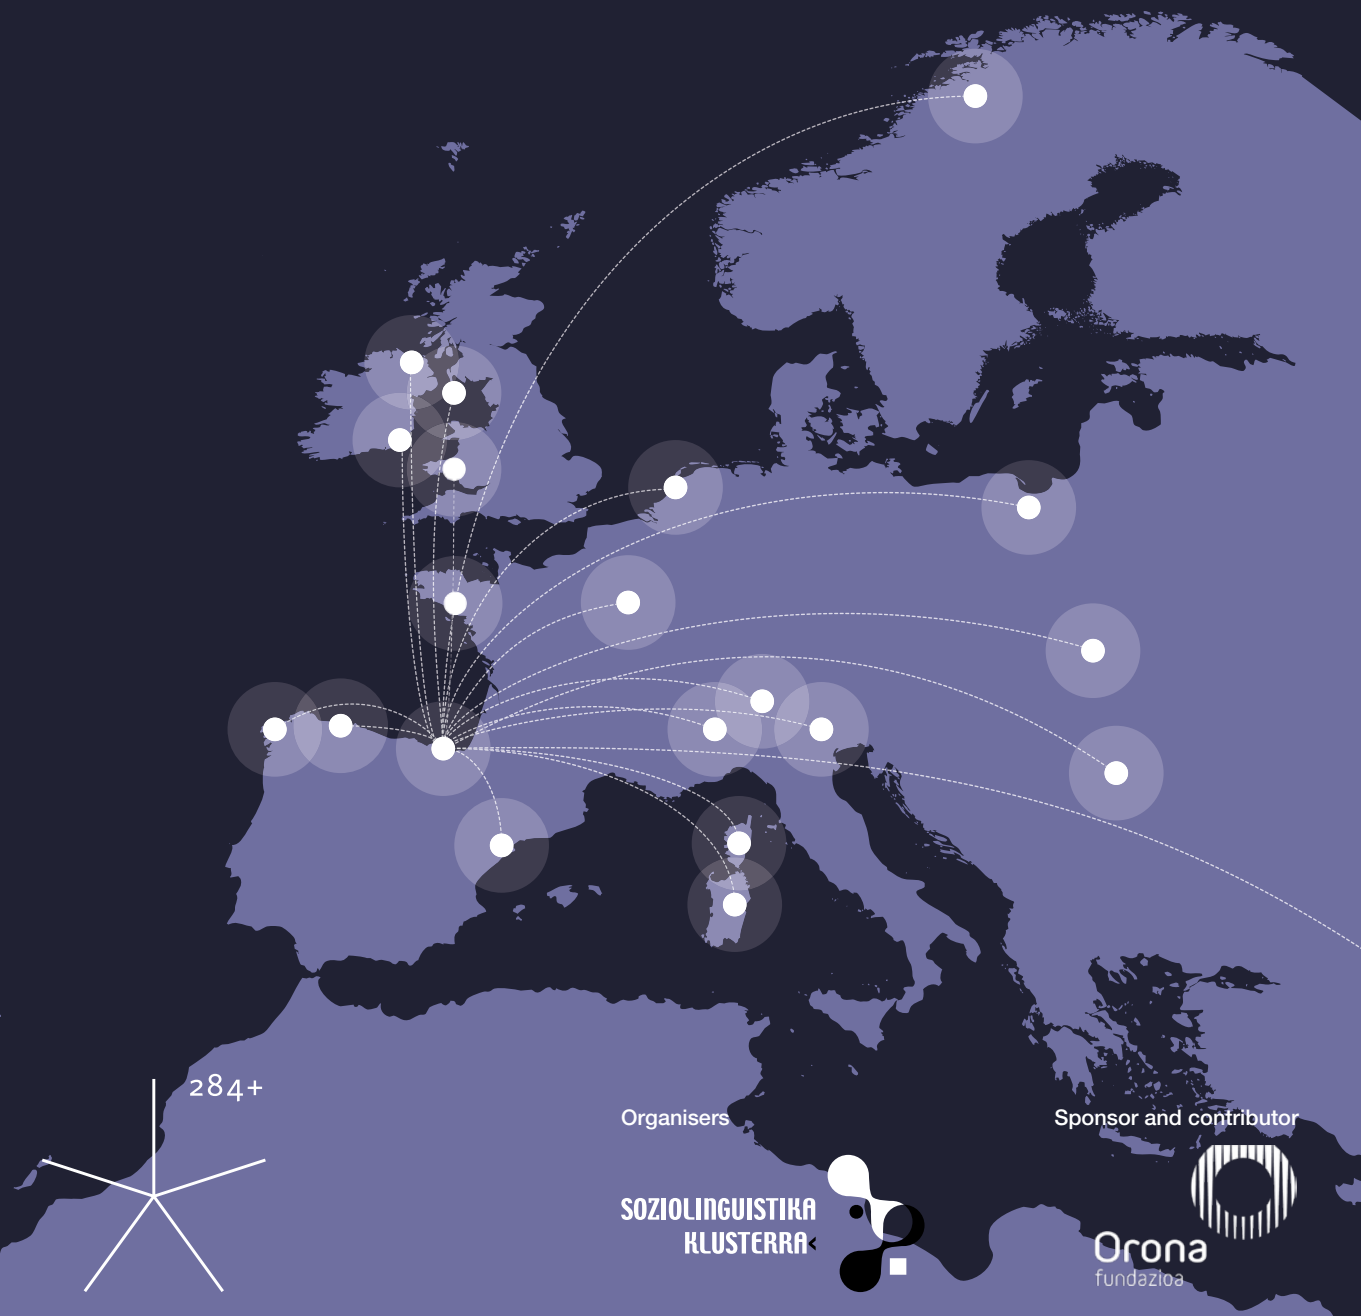 284+
Organisers
Sponsor and contributor
SOZIOLINGUISTIKA
KLUSTERRA<
Orona
fundazioa